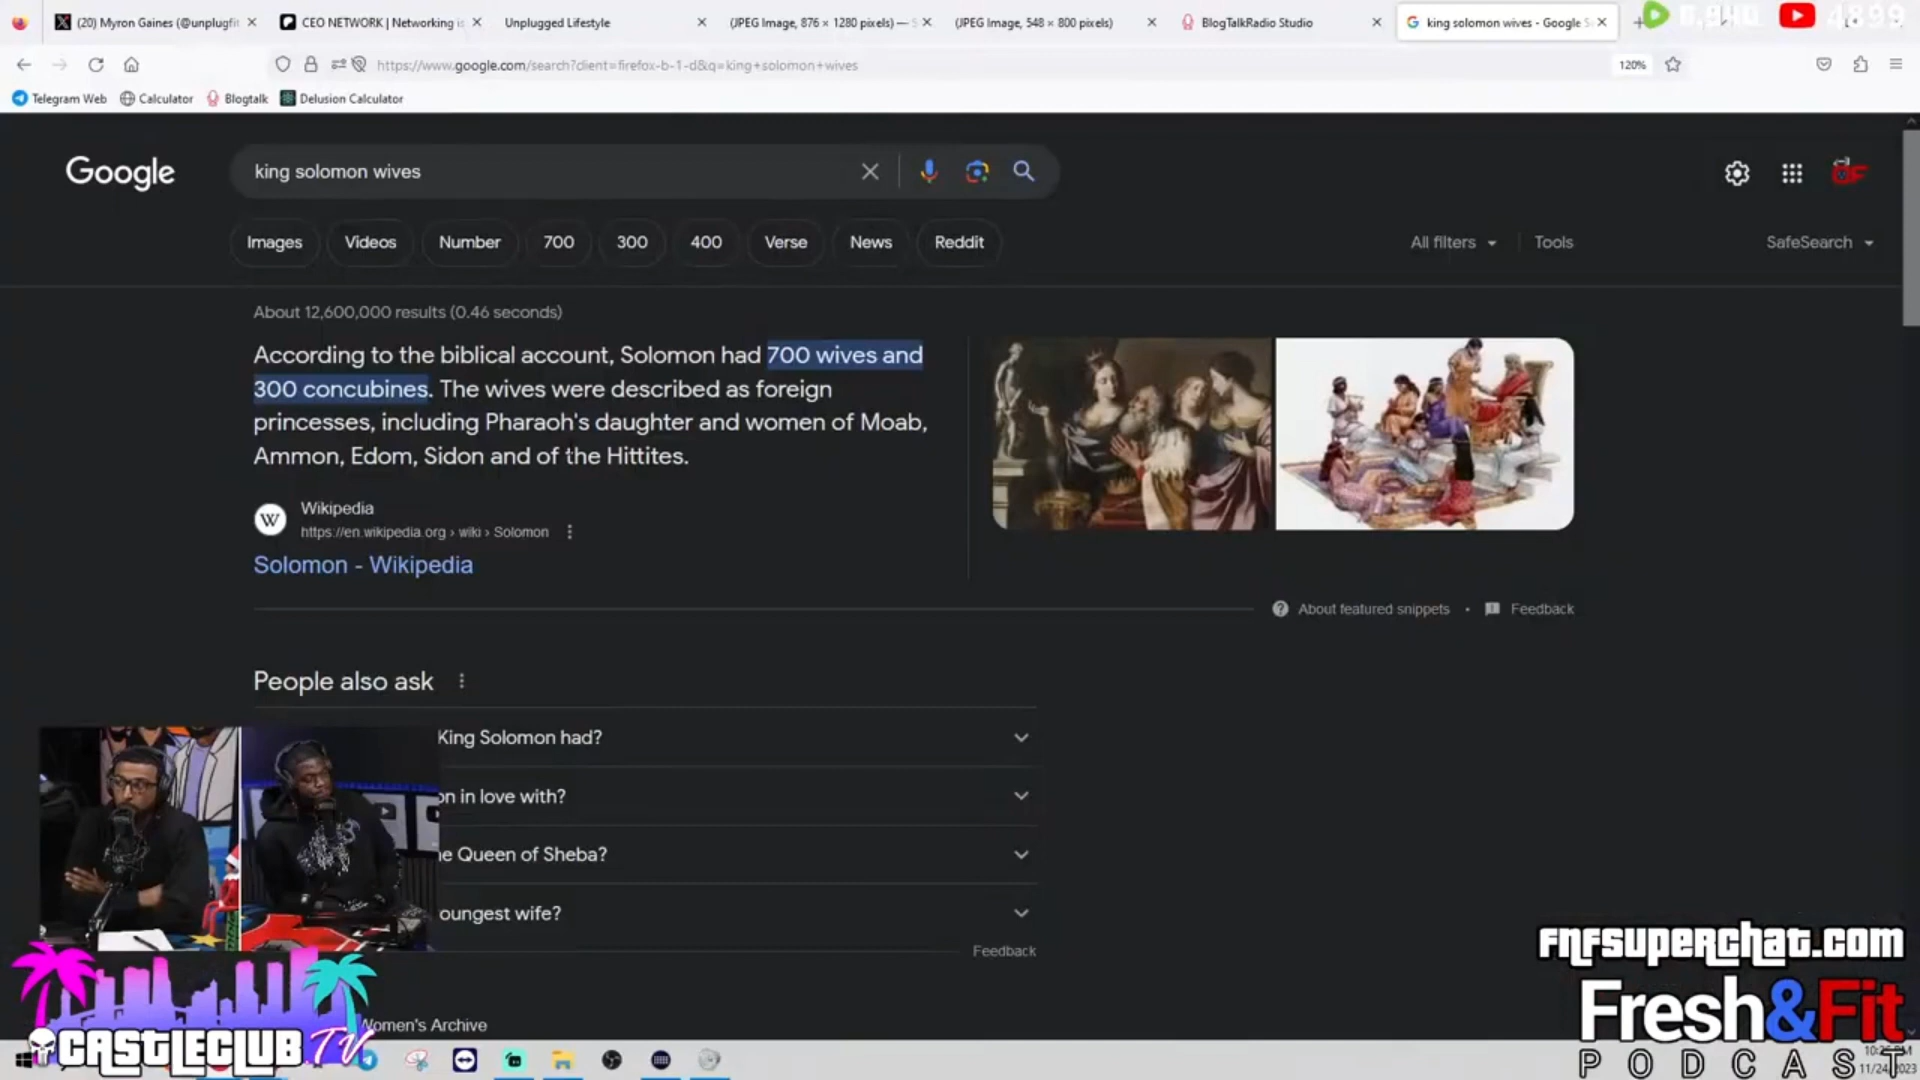 (20) Myron Gaines (@unplugfit
CEO NETWORK | Networking is
Unplugged Lifestyle
(JPEG Image, 876 × 1280 pixels) — S
(JPEG Image, 548 × 800 pixels)
BlogTalkRadio Studio
king solomon wives - Google S
4899
https://www.google.com/search?client=firefox-b-1-d&q=king+solomon+wives
120%
Telegram Web
Calculator
Blogtalk
Delusion Calculator
Google
king solomon wives
Images
Videos
Number
700
300
400
Verse
News
Reddit
All filters
Tools
SafeSearch
About 12,600,000 results (0.46 seconds)
According to the biblical account, Solomon had 700 wives and
300 concubines. The wives were described as foreign
princesses, including Pharaoh's daughter and women of Moab,
Ammon, Edom, Sidon and of the Hittites.
Wikipedia
https://en.wikipedia.org › wiki › Solomon
Solomon - Wikipedia
About featured snippets
Feedback
People also ask
King Solomon had?
on in love with?
he Queen of Sheba?
oungest wife?
Feedback
Women's Archive
CASTLECLUB.TV
FNFSUPERCHAT.COM
Fresh&Fit
PODCAST